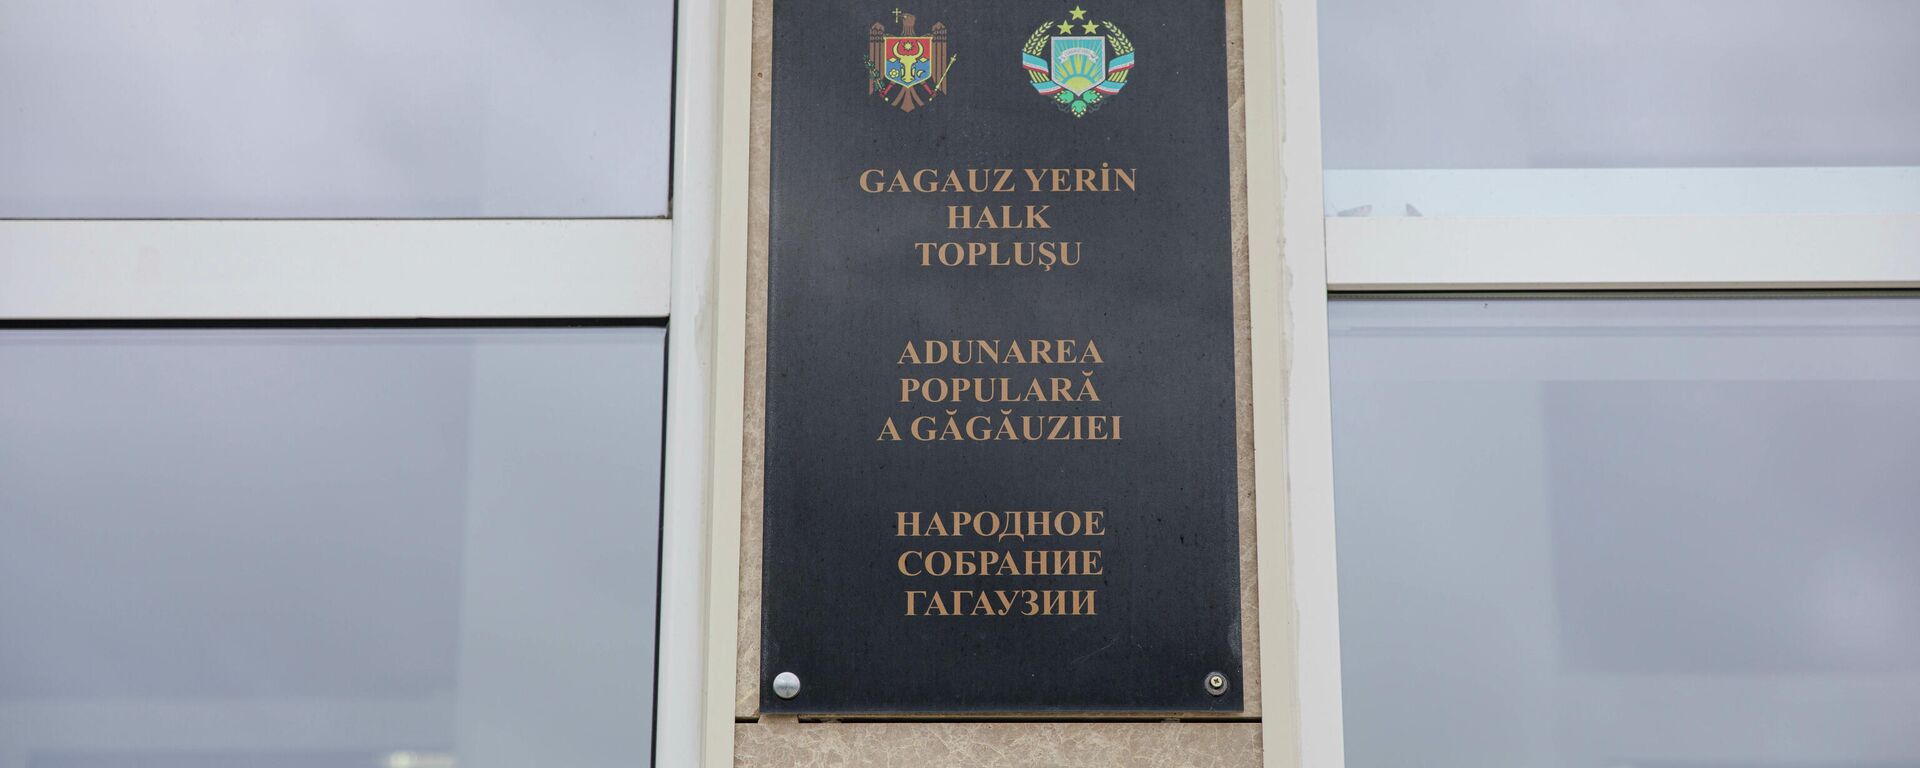 GAGAUZ YERİN
HALK
TOPLUŞU
ADUNAREA
POPULARĂ
A GĂGĂUZIEI
НАРОДНОЕ
СОБРАНИЕ
ГАГАУЗИИ